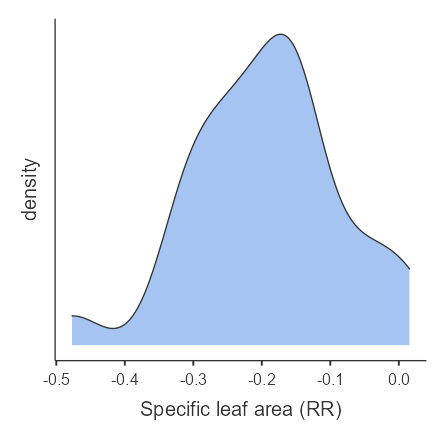 density
-0.5 -0.4 -0.3 -0.2 -0.1 0.0
Specific leaf area (RR)